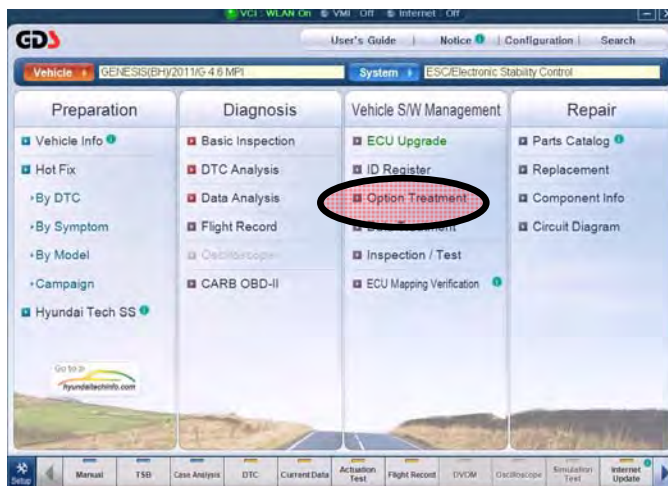 VCI : WLAN On VMI : Off Internet : Off
GDS
User's Guide | Notice | Configuration | Search
Vehicle GENESIS(BH)/2011/G 4.6 MPI System ESC/Electronic Stability Control
Preparation
Vehicle Info
Hot Fix
By DTC
By Symptom
By Model
Campaign
Hyundai Tech SS
Go to
hyundaitechinfo.com
Diagnosis
Basic Inspection
DTC Analysis
Data Analysis
Flight Record
Oscilloscope
CARB OBD-II
Vehicle S/W Management
ECU Upgrade
ID Register
Option Treatment
Inspection / Test
ECU Mapping Verification
Repair
Parts Catalog
Replacement
Component Info
Circuit Diagram
Setup
Manual
TSB
Case Analysis
DTC
Current Data
Actuation Test
Flight Record
DVOM
Oscilloscope
Simulation Test
Internet Update